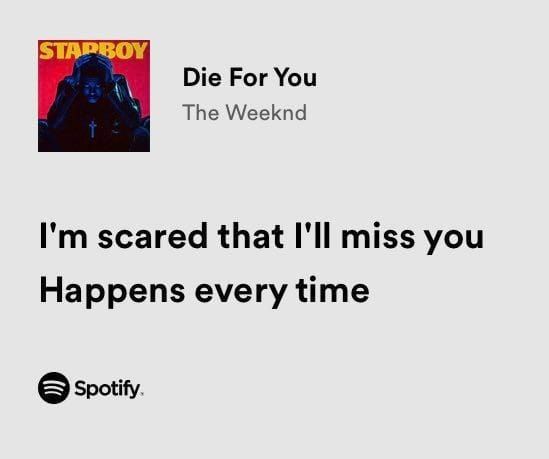 STARBOY
Die For You
The Weeknd
I'm scared that I'll miss you
Happens every time
Spotify